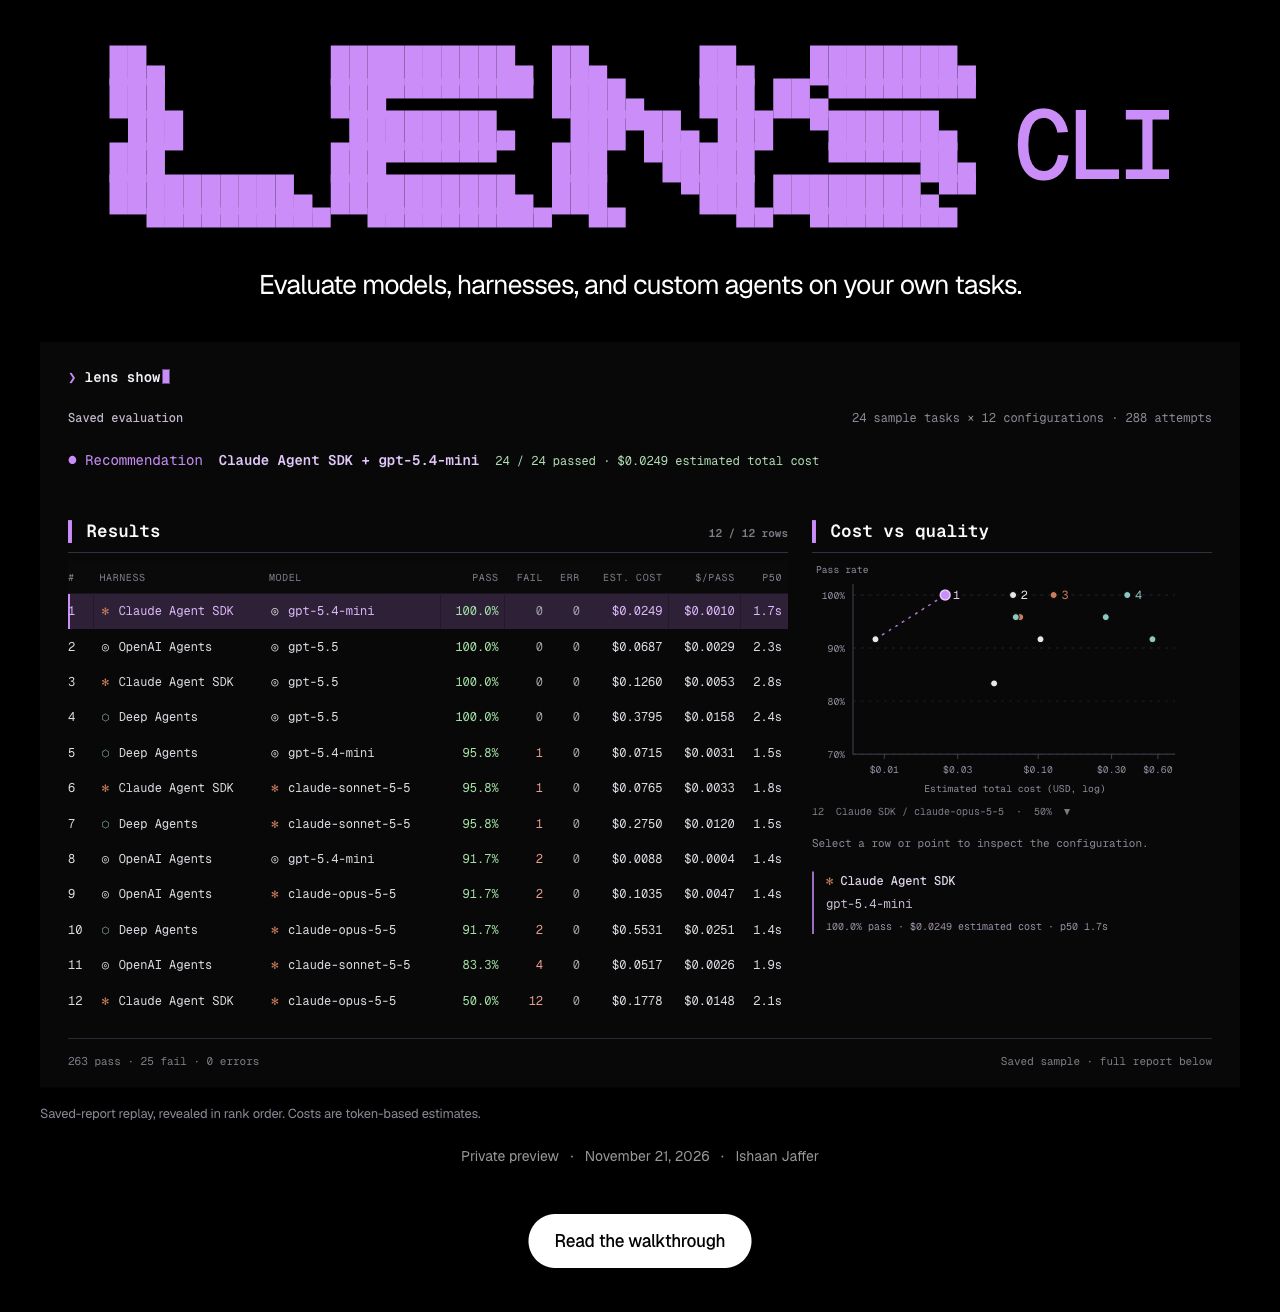 LENS CLI
Evaluate models, harnesses, and custom agents on your own tasks.
❯ lens show
Saved evaluation
24 sample tasks × 12 configurations · 288 attempts
● Recommendation Claude Agent SDK + gpt-5.4-mini 24 / 24 passed · $0.0249 estimated total cost
Results
12 / 12 rows
# HARNESS MODEL PASS FAIL ERR EST. COST $/PASS P50
1 Claude Agent SDK gpt-5.4-mini 100.0% 0 0 $0.0249 $0.0010 1.7s
2 OpenAI Agents gpt-5.5 100.0% 0 0 $0.0687 $0.0029 2.3s
3 Claude Agent SDK gpt-5.5 100.0% 0 0 $0.1260 $0.0053 2.8s
4 Deep Agents gpt-5.5 100.0% 0 0 $0.3795 $0.0158 2.4s
5 Deep Agents gpt-5.4-mini 95.8% 1 0 $0.0715 $0.0031 1.5s
6 Claude Agent SDK claude-sonnet-5-5 95.8% 1 0 $0.0765 $0.0033 1.8s
7 Deep Agents claude-sonnet-5-5 95.8% 1 0 $0.2750 $0.0120 1.5s
8 OpenAI Agents gpt-5.4-mini 91.7% 2 0 $0.0088 $0.0004 1.4s
9 OpenAI Agents claude-opus-5-5 91.7% 2 0 $0.1035 $0.0047 1.4s
10 Deep Agents claude-opus-5-5 91.7% 2 0 $0.5531 $0.0251 1.4s
11 OpenAI Agents claude-sonnet-5-5 83.3% 4 0 $0.0517 $0.0026 1.9s
12 Claude Agent SDK claude-opus-5-5 50.0% 12 0 $0.1778 $0.0148 2.1s
Cost vs quality
Pass rate
100% 1 2 3 4
90%
80%
70%
$0.01 $0.03 $0.10 $0.30 $0.60
Estimated total cost (USD, log)
12 Claude SDK / claude-opus-5-5 · 50% ▼
Select a row or point to inspect the configuration.
Claude Agent SDK
gpt-5.4-mini
100.0% pass · $0.0249 estimated cost · p50 1.7s
263 pass · 25 fail · 0 errors
Saved sample · full report below
Saved-report replay, revealed in rank order. Costs are token-based estimates.
Private preview · November 21, 2026 · Ishaan Jaffer
Read the walkthrough